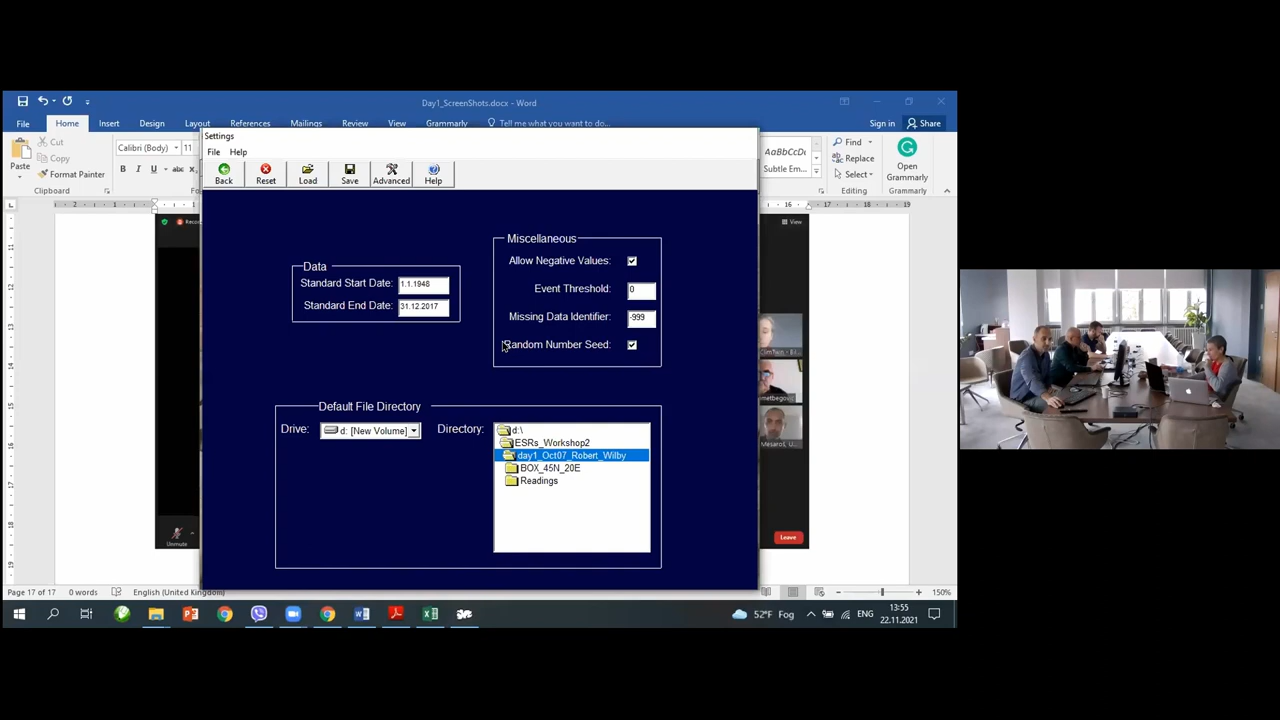 Day1_ScreenShots.docx - Word
File Home Insert Design Layout References Mailings Review View Grammarly Tell me what you want to do... Sign in Share
Cut
Copy
Format Painter
Paste
Clipboard
Calibri (Body) 11
B I U abc
AaBbCcDc
Subtle Em...
Find
Replace
Select
Editing
Open
Grammarly
Grammarly
Settings
File Help
Back Reset Load Save Advanced Help
Data
Standard Start Date: 1.1.1948
Standard End Date: 31.12.2017
Miscellaneous
Allow Negative Values:
Event Threshold: 0
Missing Data Identifier: -999
Random Number Seed:
Default File Directory
Drive: d: [New Volume]
Directory: d:\
ESRs_Workshop2
day1_Oct07_Robert_Wilby
BOX_45N_20E
Readings
View
Unmute
Leave
Page 17 of 17 0 words English (United Kingdom) 150%
52°F Fog ENG 13:55
22.11.2021